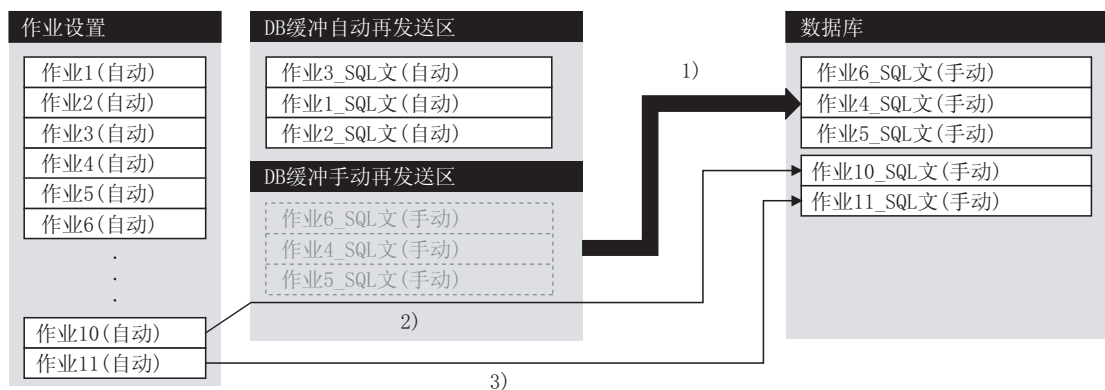 作业设置
作业1(自动)
作业2(自动)
作业3(自动)
作业4(自动)
作业5(自动)
作业6(自动)
.
.
.
作业10(自动)
作业11(自动)
DB缓冲自动再发送区
作业3_SQL文(自动)
作业1_SQL文(自动)
作业2_SQL文(自动)
DB缓冲手动再发送区
作业6_SQL文(手动)
作业4_SQL文(手动)
作业5_SQL文(手动)
1)
2)
3)
数据库
作业6_SQL文(手动)
作业4_SQL文(手动)
作业5_SQL文(手动)
作业10_SQL文(手动)
作业11_SQL文(手动)